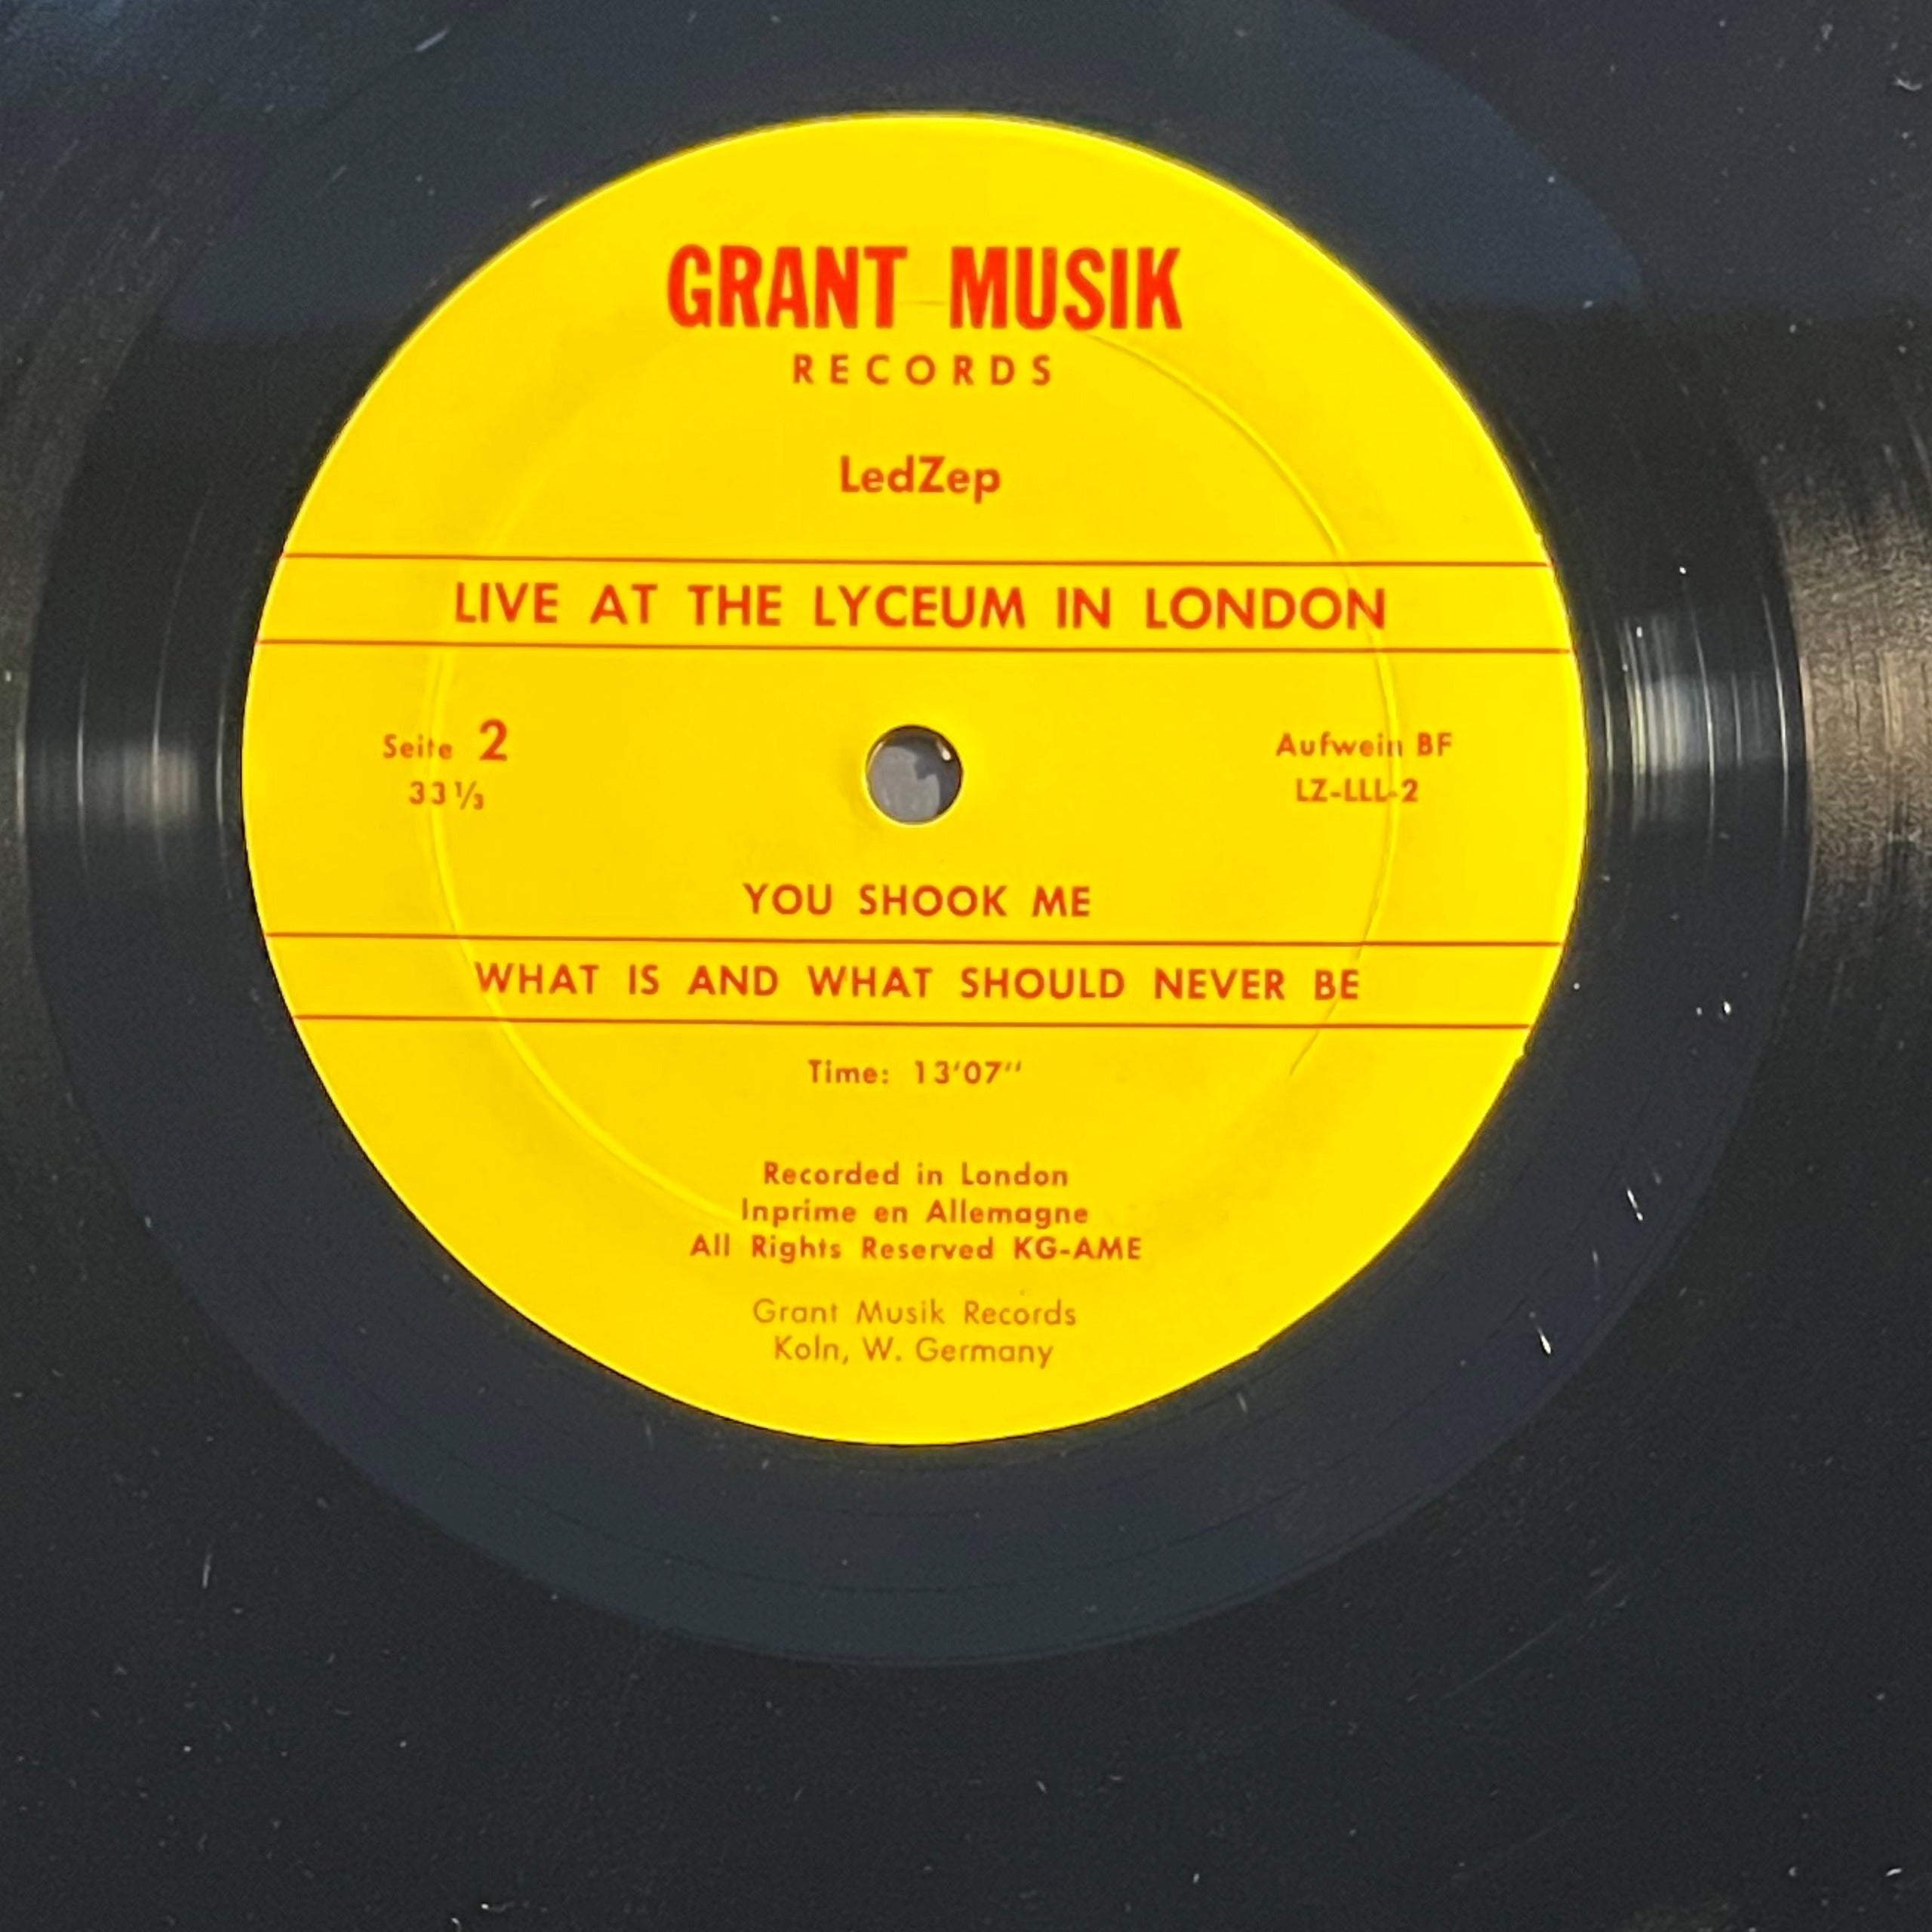 GRANT MUSIK
RECORDS
LedZep
LIVE AT THE LYCEUM IN LONDON
Seite 2
33⅓
Aufwein BF
LZ-LLL-2
YOU SHOOK ME
WHAT IS AND WHAT SHOULD NEVER BE
Time: 13'07"
Recorded in London
Inprime en Allemagne
All Rights Reserved KG-AME
Grant Musik Records
Koln, W. Germany